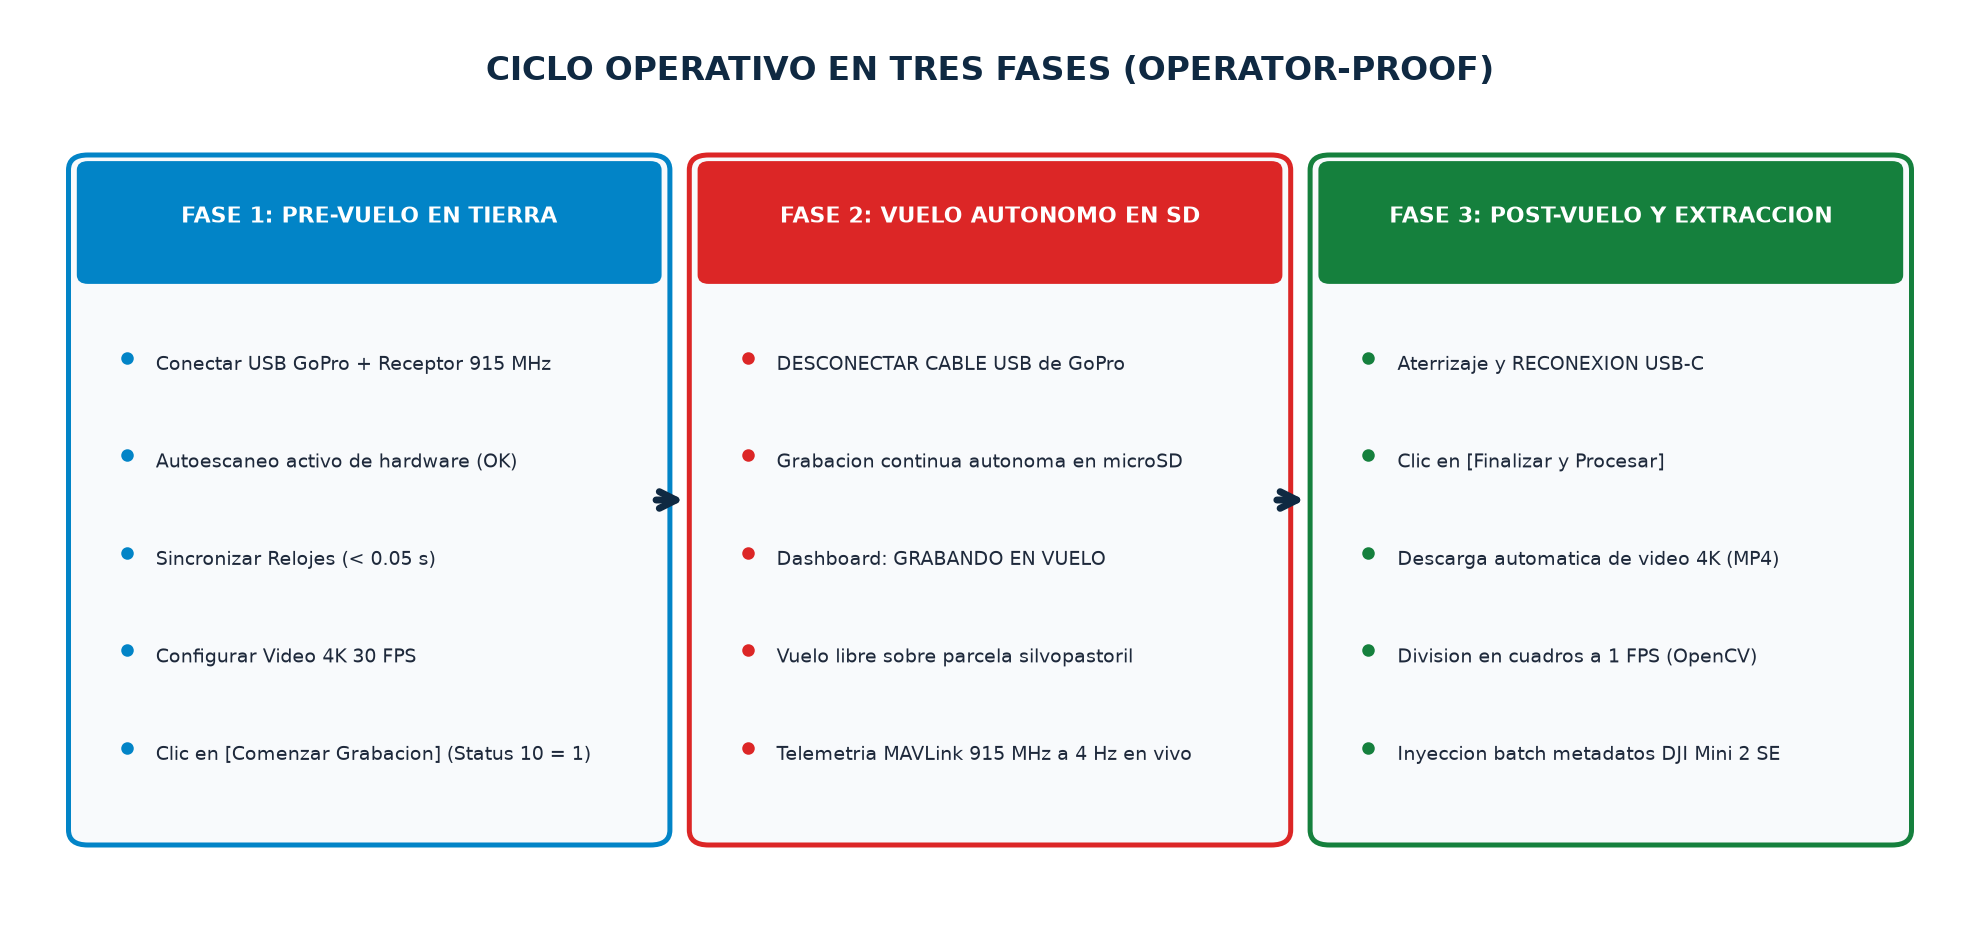 CICLO OPERATIVO EN TRES FASES (OPERATOR-PROOF)
FASE 1: PRE-VUELO EN TIERRA
Conectar USB GoPro + Receptor 915 MHz
Autoescaneo activo de hardware (OK)
Sincronizar Relojes (< 0.05 s)
Configurar Video 4K 30 FPS
Clic en [Comenzar Grabacion] (Status 10 = 1)
FASE 2: VUELO AUTONOMO EN SD
DESCONECTAR CABLE USB de GoPro
Grabacion continua autonoma en microSD
Dashboard: GRABANDO EN VUELO
Vuelo libre sobre parcela silvopastoril
Telemetria MAVLink 915 MHz a 4 Hz en vivo
FASE 3: POST-VUELO Y EXTRACCION
Aterrizaje y RECONEXION USB-C
Clic en [Finalizar y Procesar]
Descarga automatica de video 4K (MP4)
Division en cuadros a 1 FPS (OpenCV)
Inyeccion batch metadatos DJI Mini 2 SE